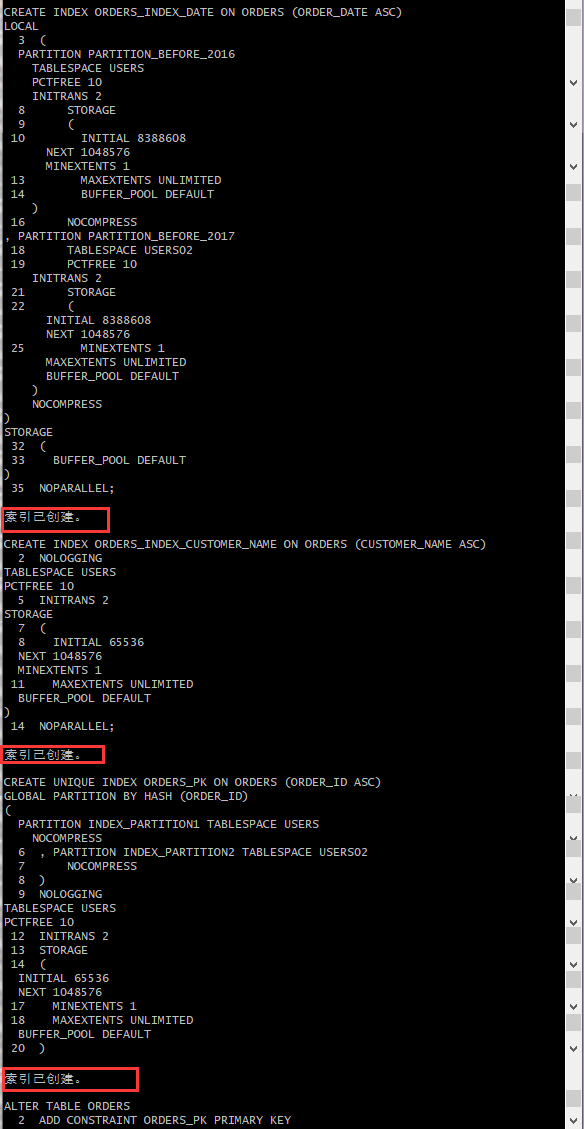 CREATE INDEX ORDERS_INDEX_DATE ON ORDERS (ORDER_DATE ASC)
LOCAL
  3  (
  PARTITION PARTITION_BEFORE_2016
    TABLESPACE USERS
    PCTFREE 10
    INITRANS 2
  8      STORAGE
  9      (
 10        INITIAL 8388608
      NEXT 1048576
      MINEXTENTS 1
 13        MAXEXTENTS UNLIMITED
 14        BUFFER_POOL DEFAULT
    )
 16      NOCOMPRESS
, PARTITION PARTITION_BEFORE_2017
 18      TABLESPACE USERS02
 19      PCTFREE 10
    INITRANS 2
 21      STORAGE
 22      (
      INITIAL 8388608
      NEXT 1048576
 25        MINEXTENTS 1
      MAXEXTENTS UNLIMITED
      BUFFER_POOL DEFAULT
    )
    NOCOMPRESS
)
STORAGE
 32  (
 33    BUFFER_POOL DEFAULT
)
 35  NOPARALLEL;
索引已创建。
CREATE INDEX ORDERS_INDEX_CUSTOMER_NAME ON ORDERS (CUSTOMER_NAME ASC)
  2  NOLOGGING
TABLESPACE USERS
PCTFREE 10
  5  INITRANS 2
STORAGE
  7  (
  8    INITIAL 65536
  NEXT 1048576
  MINEXTENTS 1
 11    MAXEXTENTS UNLIMITED
  BUFFER_POOL DEFAULT
)
 14  NOPARALLEL;
索引已创建。
CREATE UNIQUE INDEX ORDERS_PK ON ORDERS (ORDER_ID ASC)
GLOBAL PARTITION BY HASH (ORDER_ID)
(
  PARTITION INDEX_PARTITION1 TABLESPACE USERS
    NOCOMPRESS
  6  , PARTITION INDEX_PARTITION2 TABLESPACE USERS02
  7      NOCOMPRESS
  8  )
  9  NOLOGGING
TABLESPACE USERS
PCTFREE 10
 12  INITRANS 2
 13  STORAGE
 14  (
  INITIAL 65536
  NEXT 1048576
 17    MINEXTENTS 1
 18    MAXEXTENTS UNLIMITED
  BUFFER_POOL DEFAULT
 20  )
索引已创建。
ALTER TABLE ORDERS
  2  ADD CONSTRAINT ORDERS_PK PRIMARY KEY